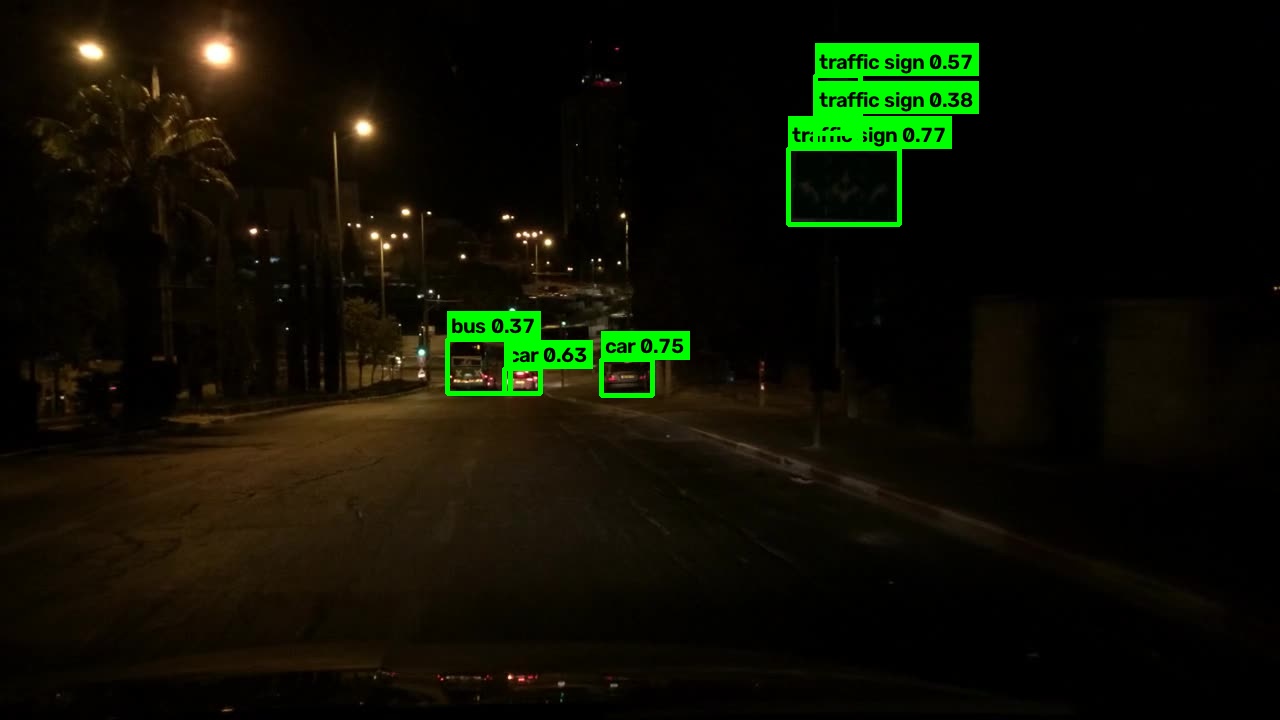 traffic sign 0.57
traffic sign 0.38
traffic sign 0.77
bus 0.37
car 0.63
car 0.75